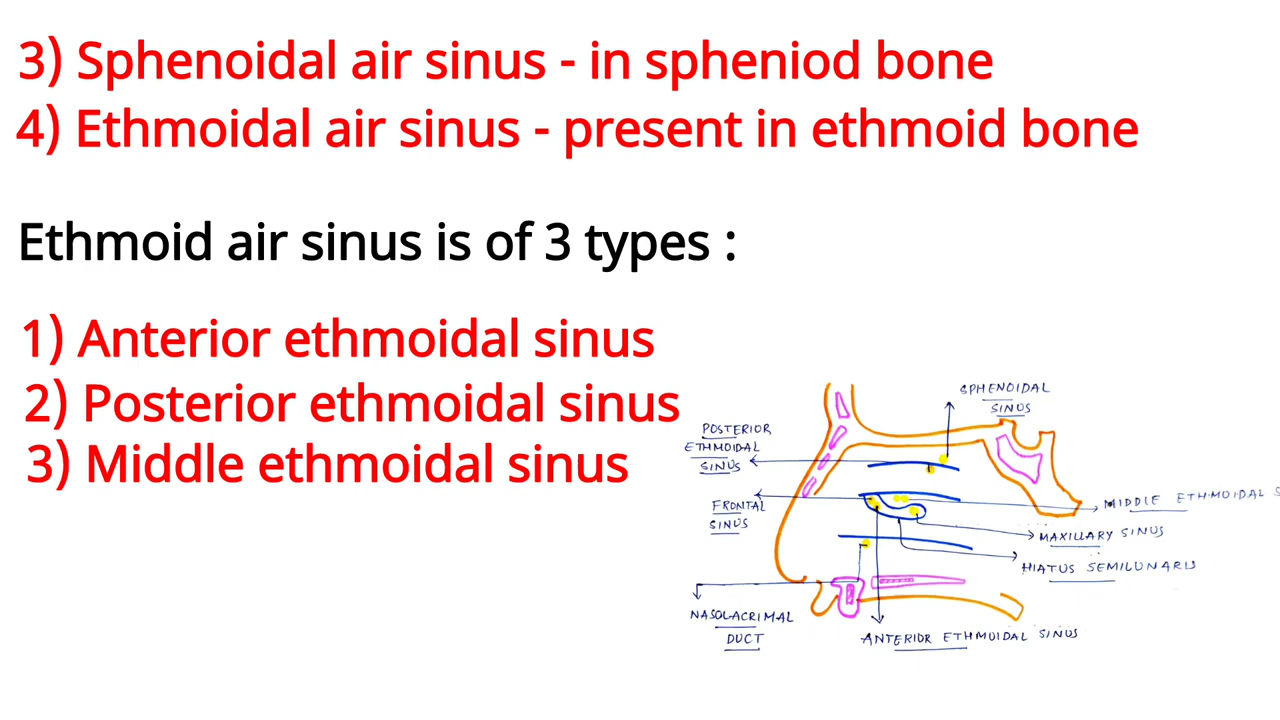 3) Sphenoidal air sinus - in spheniod bone
4) Ethmoidal air sinus - present in ethmoid bone
Ethmoid air sinus is of 3 types :
1) Anterior ethmoidal sinus
2) Posterior ethmoidal sinus
3) Middle ethmoidal sinus
SPHENOIDAL
SINUS
POSTERIOR
ETHMOIDAL
SINUS
FRONTAL
SINUS
MIDDLE ETHMOIDAL S
MAXILLARY SINUS
HIATUS SEMILUNARIS
NASOLACRIMAL
DUCT
ANTERIOR ETHMOIDAL SINUS